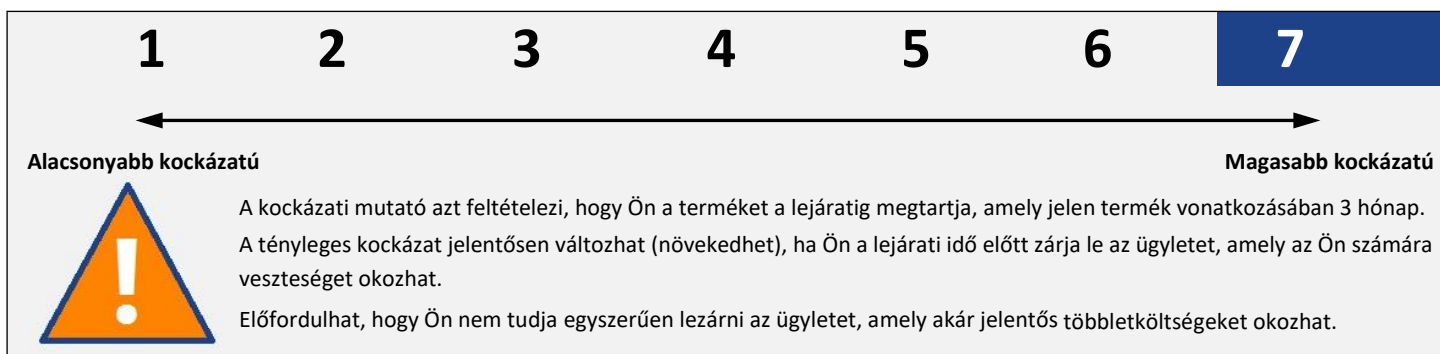 1 2 3 4 5 6 7
Alacsonyabb kockázatú Magasabb kockázatú
A kockázati mutató azt feltételezi, hogy Ön a terméket a lejáratig megtartja, amely jelen termék vonatkozásában 3 hónap.
A tényleges kockázat jelentősen változhat (növekedhet), ha Ön a lejárati idő előtt zárja le az ügyletet, amely az Ön számára
veszteséget okozhat.
Előfordulhat, hogy Ön nem tudja egyszerűen lezárni az ügyletet, amely akár jelentős többletköltségeket okozhat.